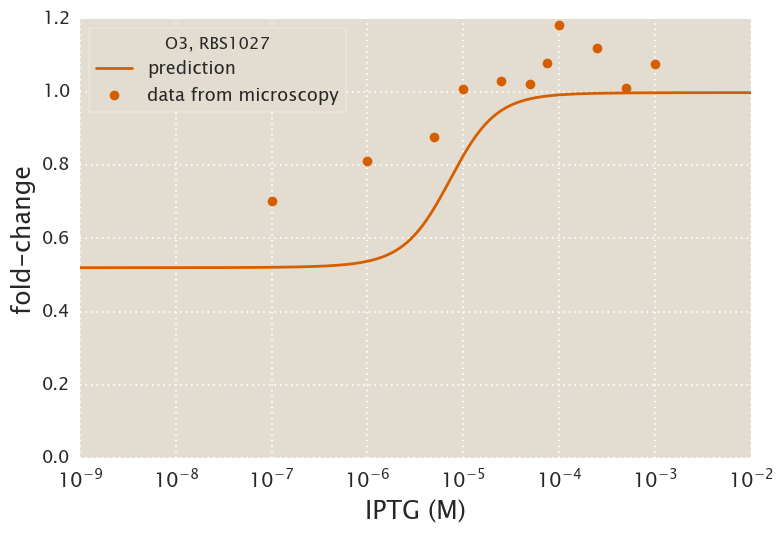 O3, RBS1027
prediction
data from microscopy
1.2
1.0
0.8
0.6
0.4
0.2
0.0
fold−change
10⁻⁹ 10⁻⁸ 10⁻⁷ 10⁻⁶ 10⁻⁵ 10⁻⁴ 10⁻³ 10⁻²
IPTG (M)